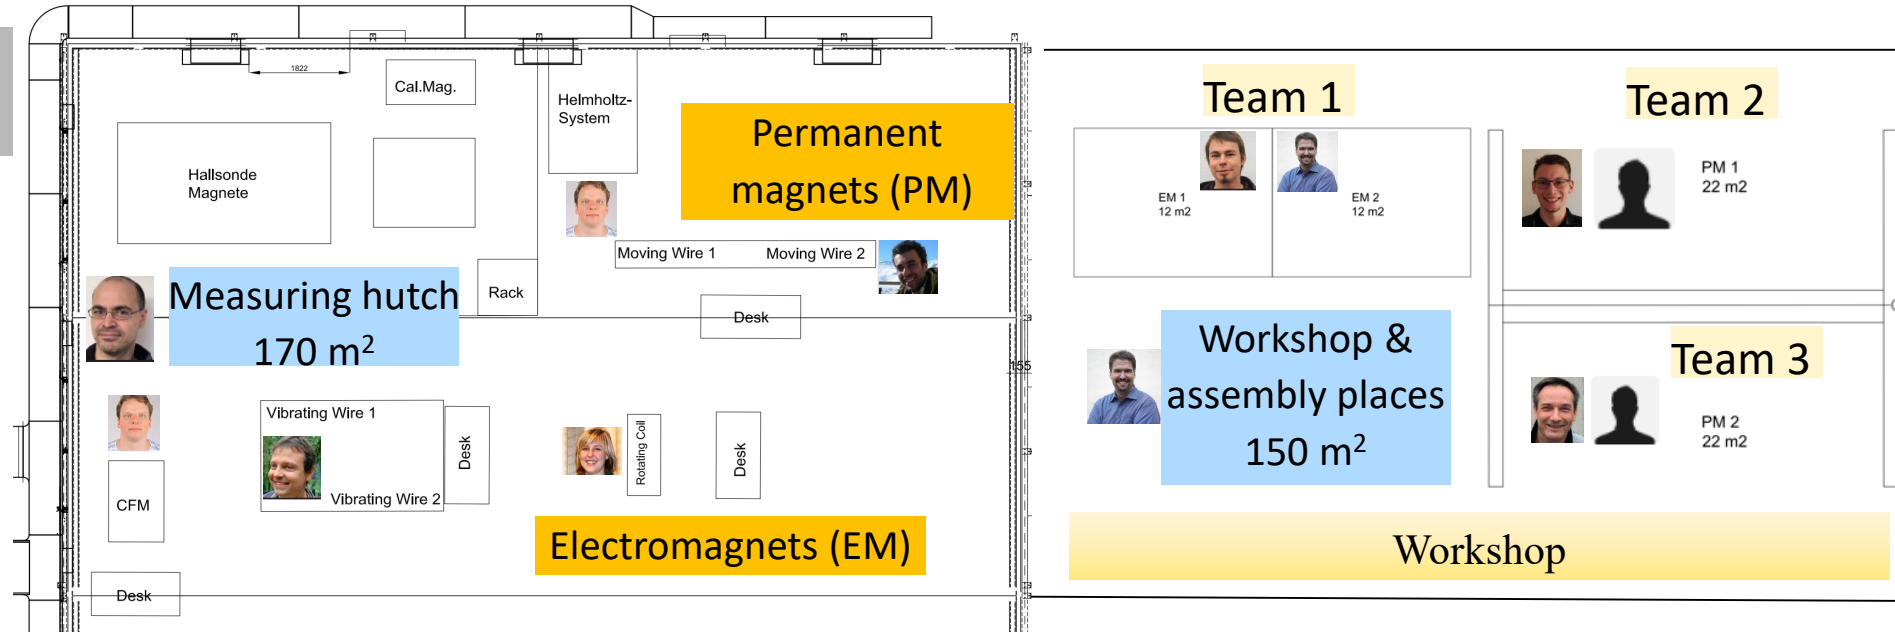 1822
Cal.Mag.
Helmholtz-
System
Permanent
magnets (PM)
Hallsonde
Magnete
Moving Wire 1
Moving Wire 2
Measuring hutch
170 m²
Rack
Desk
155
Vibrating Wire 1
Vibrating Wire 2
Desk
Rotating Coil
Desk
CFM
Electromagnets (EM)
Desk
Team 1
EM 1
12 m2
EM 2
12 m2
Team 2
PM 1
22 m2
Workshop &
assembly places
150 m²
Team 3
PM 2
22 m2
Workshop